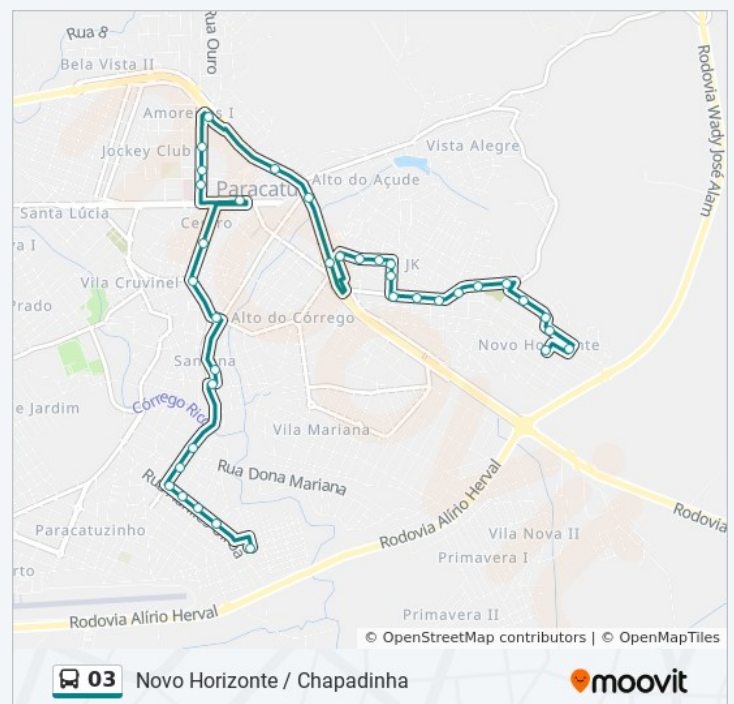 Rua 8
Rua Ouro
Bela Vista II
Rodovia Wady José Alam
Jockey Club
Vista Alegre
Paracatu
Alto do Açude
Santa Lúcia
JK
Vila Cruvinel
Prado
Alto do Córrego
Novo Horizonte
e Jardim
Córrego Rico
Vila Mariana
Rua Dona Mariana
Paracatuzinho
Rodovia Alírio Herval
Rodovia
Vila Nova II
Primavera I
rto
Rodovia Alírio Herval
Primavera II
© OpenStreetMap contributors | © OpenMapTiles
03 Novo Horizonte / Chapadinha
moovit